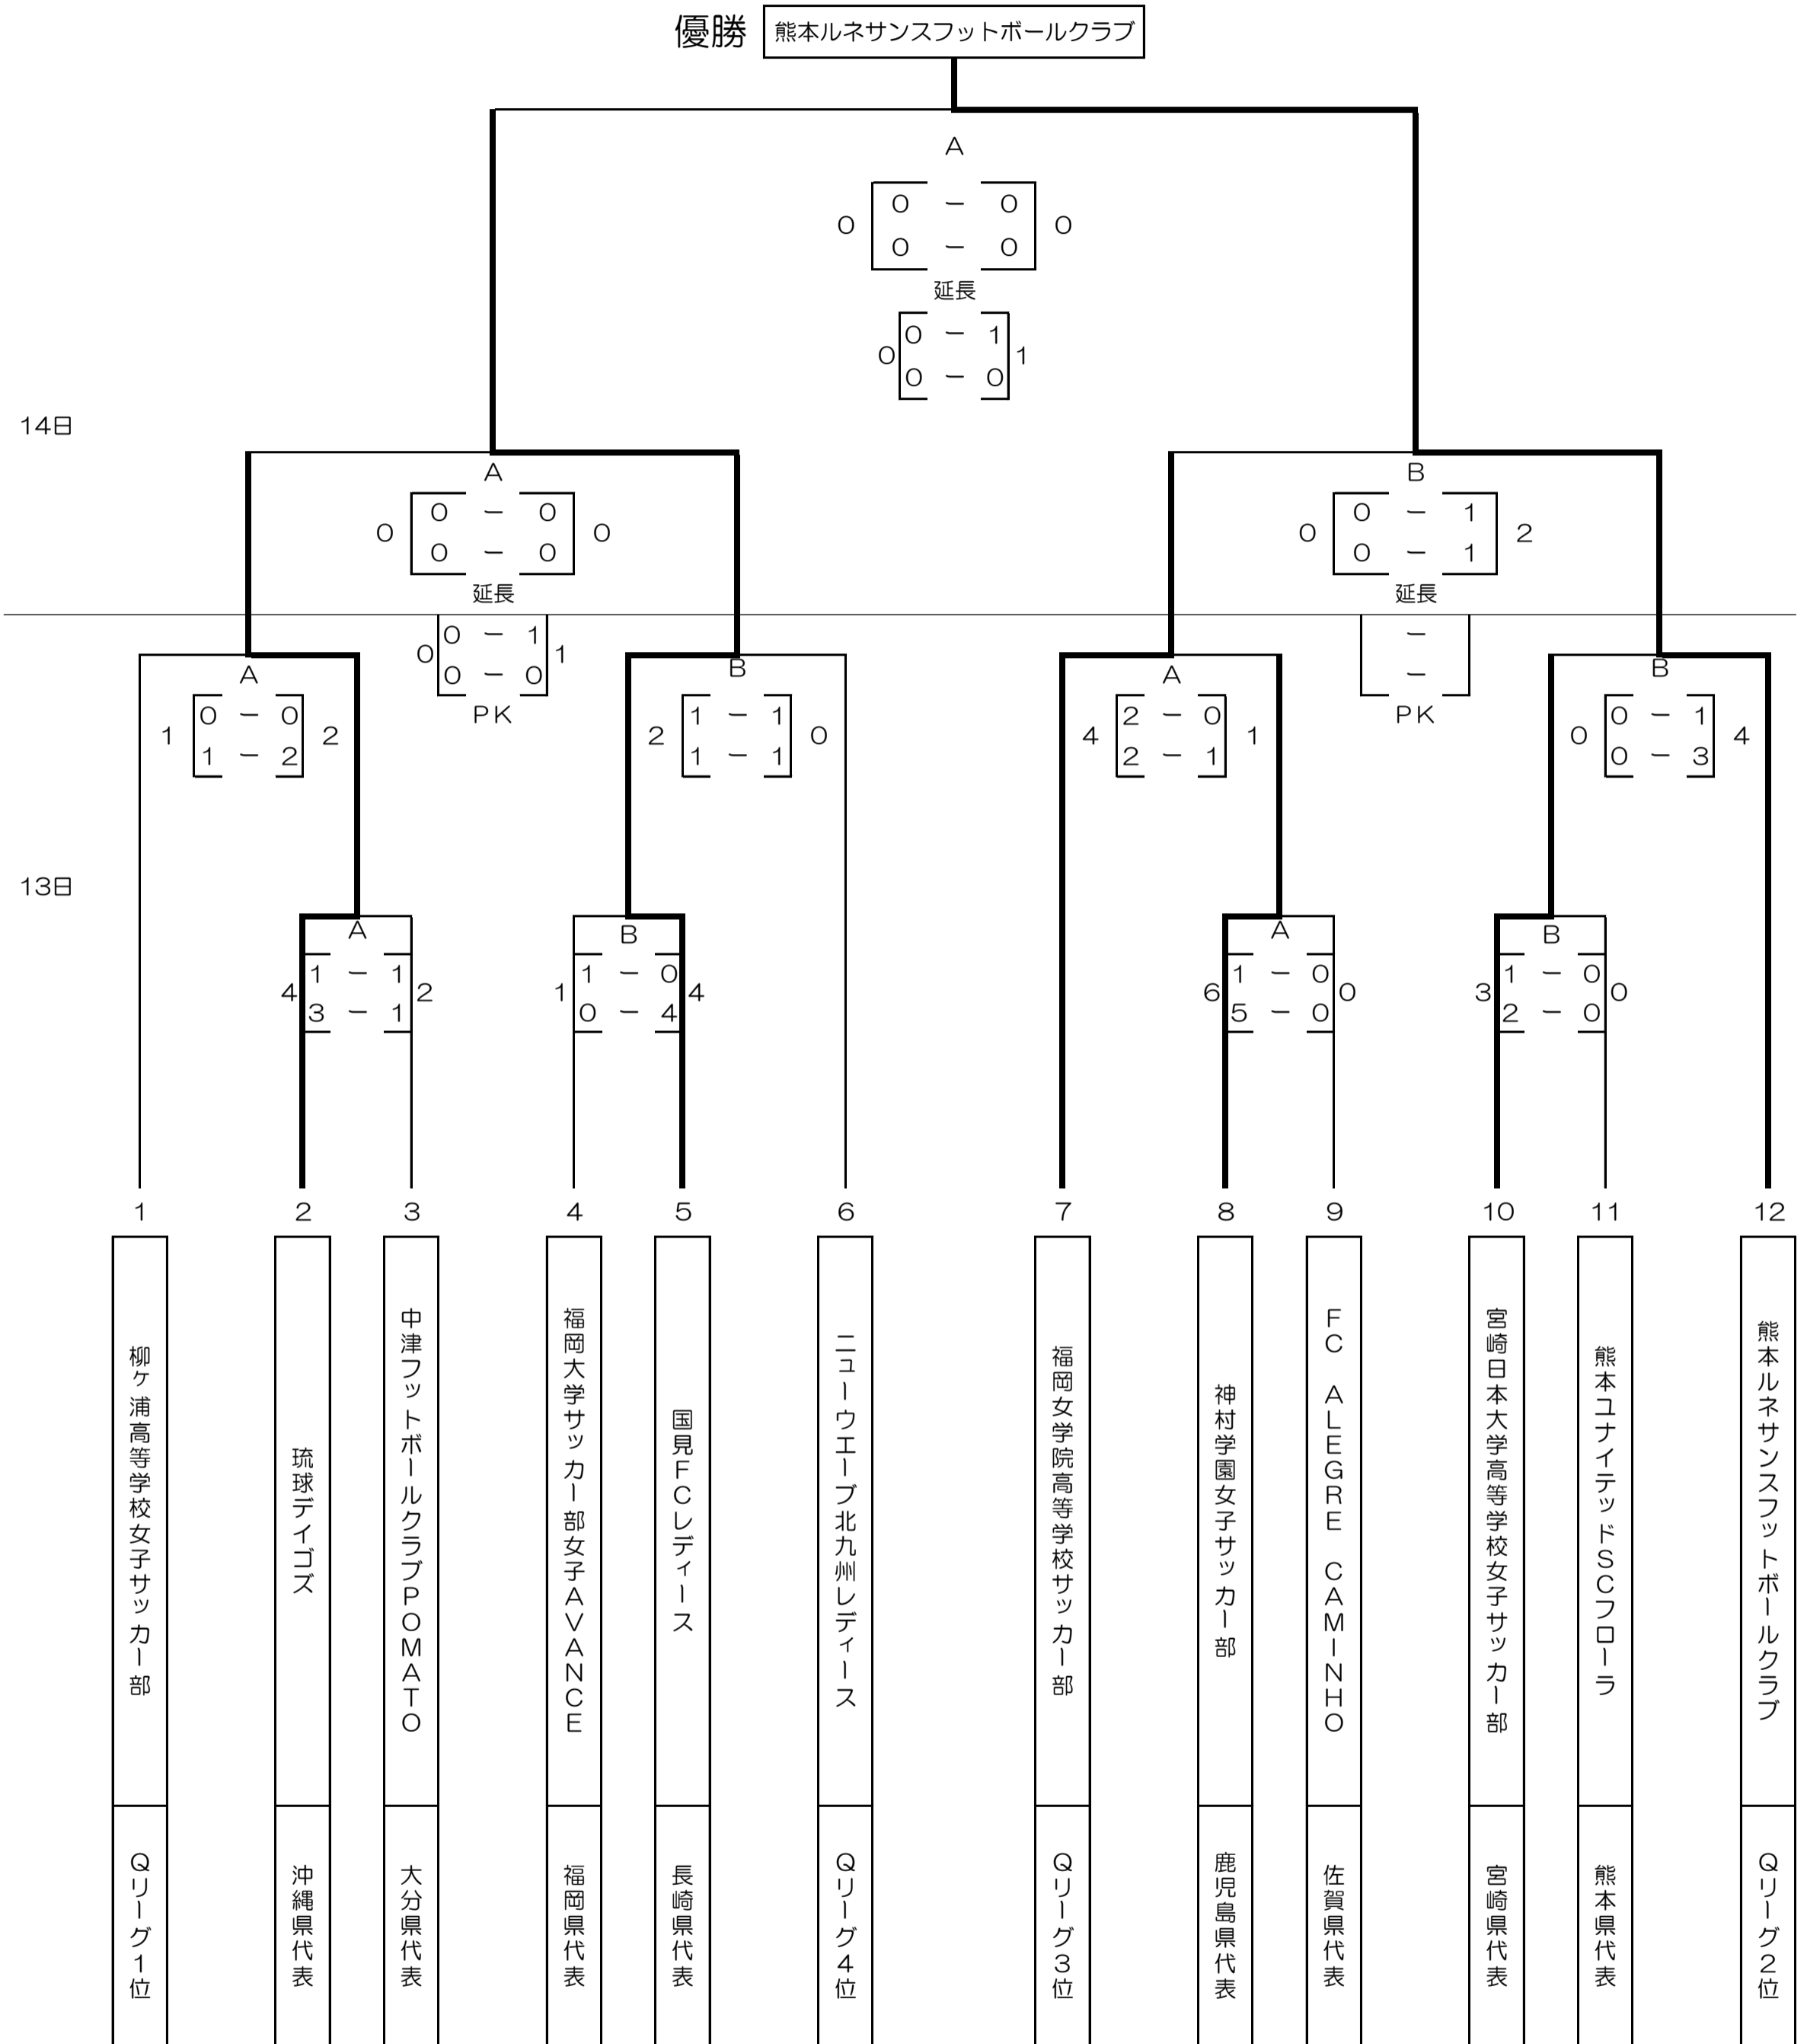 優勝 熊本ルネサンスフットボールクラブ
A
0 － 0
0 0
0 － 0
延長
0 － 1
0 1
0 － 0
14日
A B
0 － 0 0 － 1
0 0 0 2
0 － 0 0 － 1
延長 延長
0 － 1 －
0 1
0 － 0 －
PK PK
A B A B
0 － 0 1 － 1 2 － 0 0 － 1
1 2 2 0 4 1 0 4
1 － 2 1 － 1 2 － 1 0 － 3
13日
A B A B
1 － 1 1 － 0 1 － 0 1 － 0
4 2 1 4 6 0 3 0
3 － 1 0 － 4 5 － 0 2 － 0
1 2 3 4 5 6 7 8 9 10 11 12
柳ヶ浦高等学校女子サッカー部
琉球デイゴズ
中津フットボールクラブPOMATO
福岡大学サッカー部女子AVANCE
国見FCレディース
ニューウエーブ北九州レディース
福岡女学院高等学校サッカー部
神村学園女子サッカー部
FC ALEGRE CAMINHO
宮崎日本大学高等学校女子サッカー部
熊本ユナイテッドSCフローラ
熊本ルネサンスフットボールクラブ
Qリーグ1位
沖縄県代表
大分県代表
福岡県代表
長崎県代表
Qリーグ4位
Qリーグ3位
鹿児島県代表
佐賀県代表
宮崎県代表
熊本県代表
Qリーグ2位